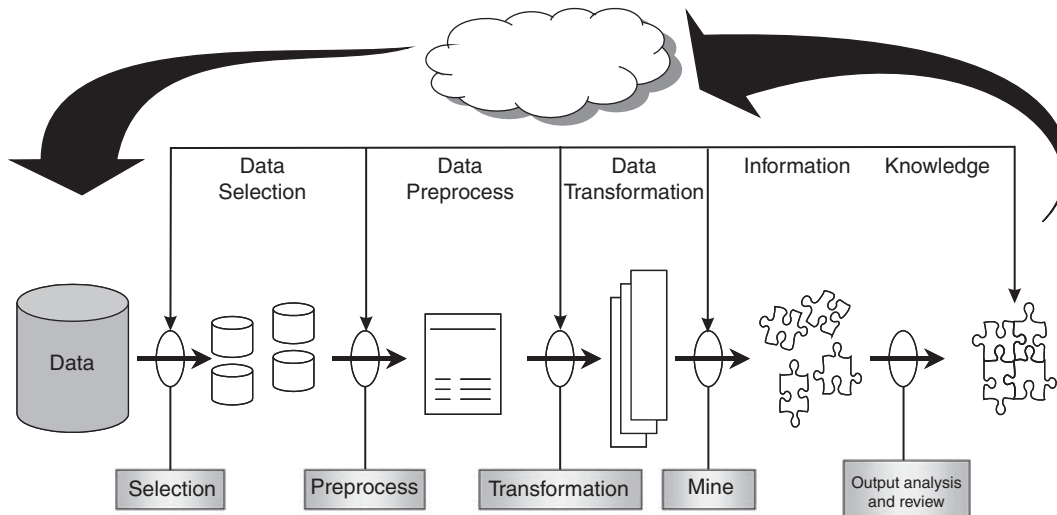 Data
Selection
Data
Preprocess
Data
Transformation
Information
Knowledge
Data
Selection
Preprocess
Transformation
Mine
Output analysis
and review